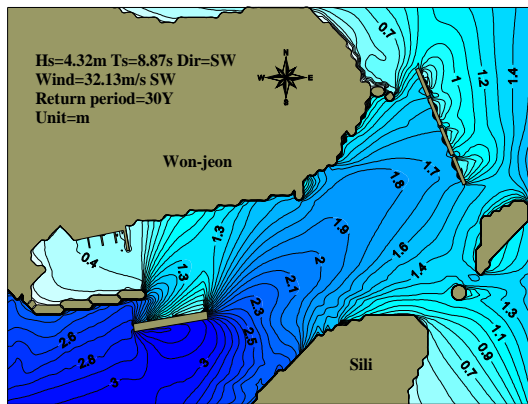 0.7
1.2
1.4
1
Hs=4.32m Ts=8.87s Dir=SW
Wind=32.13m/s SW
Return period=30Y
Unit=m
N
W E
S
Won-jeon
1.7
1.8
1.3
1.9
1.6
0.4
2
1.3
1.4
2.1
2.3
1.3
2.6
2.5
1.1
2.8
0.9
3
3
Sili
0.7